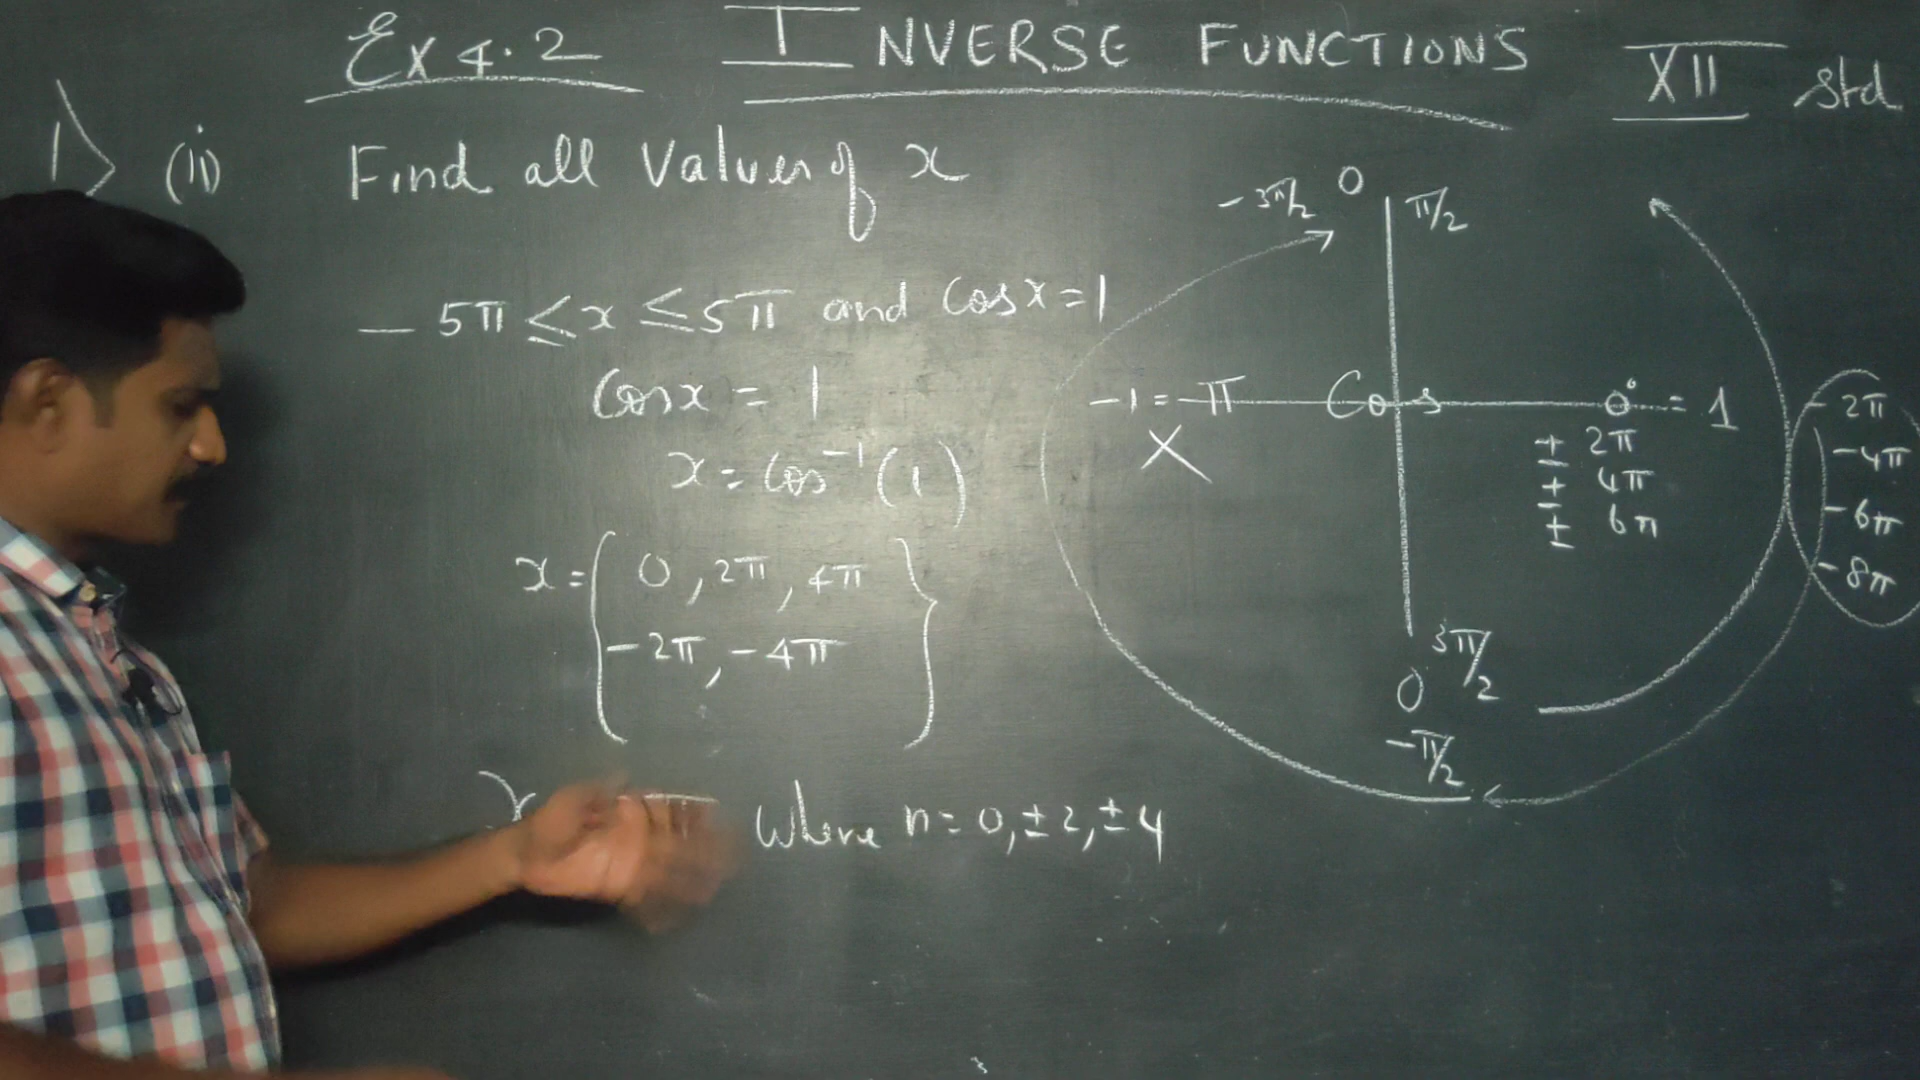 Ex 4.2 INVERSE FUNCTIONS XII std
1) (ii) Find all Values of x
-5π ≤ x ≤ 5π and Cosx=1
Cosx = 1
x = Cos⁻¹(1)
x = { 0, 2π, 4π
-2π, -4π }
x π where n = 0, ±2, ±4
-3π/2 0 π/2
-1 = π Cos 0° = 1
X
± 2π
± 4π
± 6π
3π/2
0
-π/2
-2π
-4π
-6π
-8π